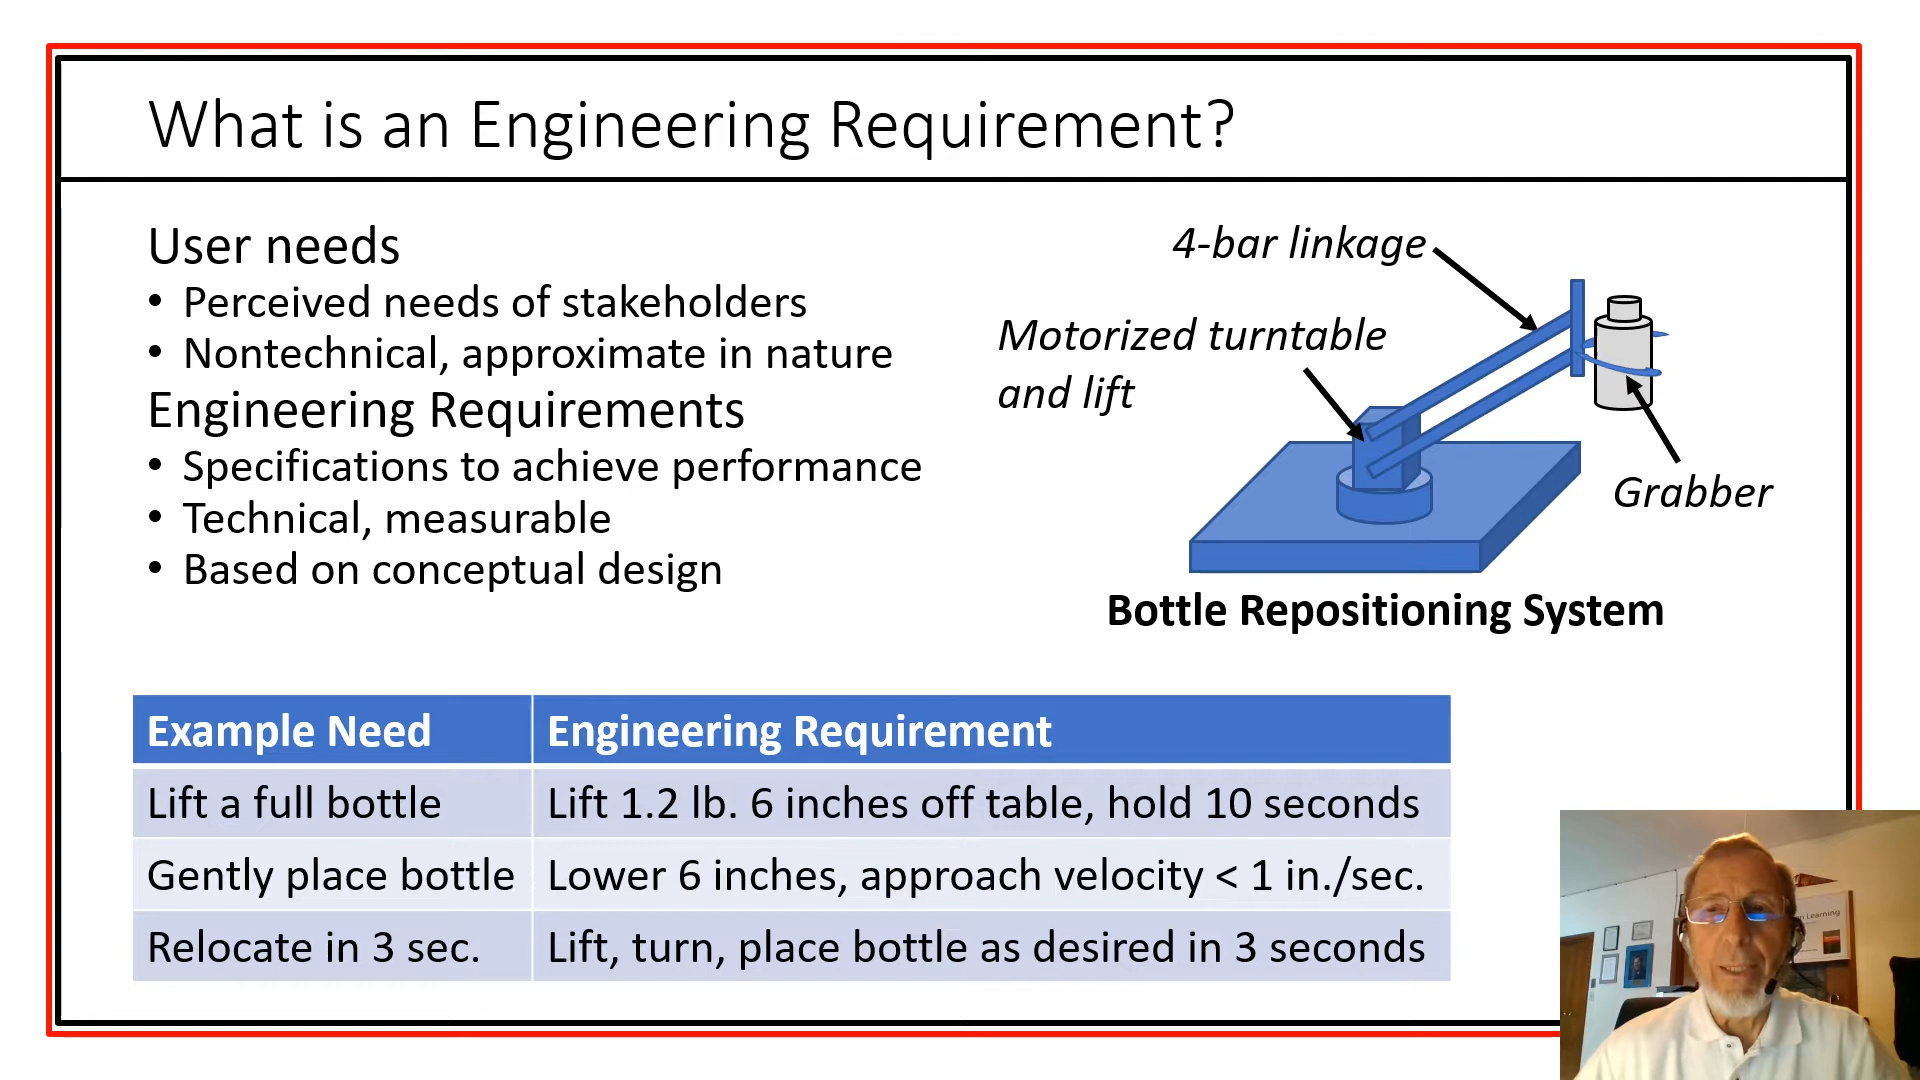 What is an Engineering Requirement?
User needs
• Perceived needs of stakeholders
• Nontechnical, approximate in nature
Engineering Requirements
• Specifications to achieve performance
• Technical, measurable
• Based on conceptual design
4-bar linkage
Motorized turntable
and lift
Grabber
Bottle Repositioning System
Example Need Engineering Requirement
Lift a full bottle Lift 1.2 lb. 6 inches off table, hold 10 seconds
Gently place bottle Lower 6 inches, approach velocity < 1 in./sec.
Relocate in 3 sec. Lift, turn, place bottle as desired in 3 seconds
Learning